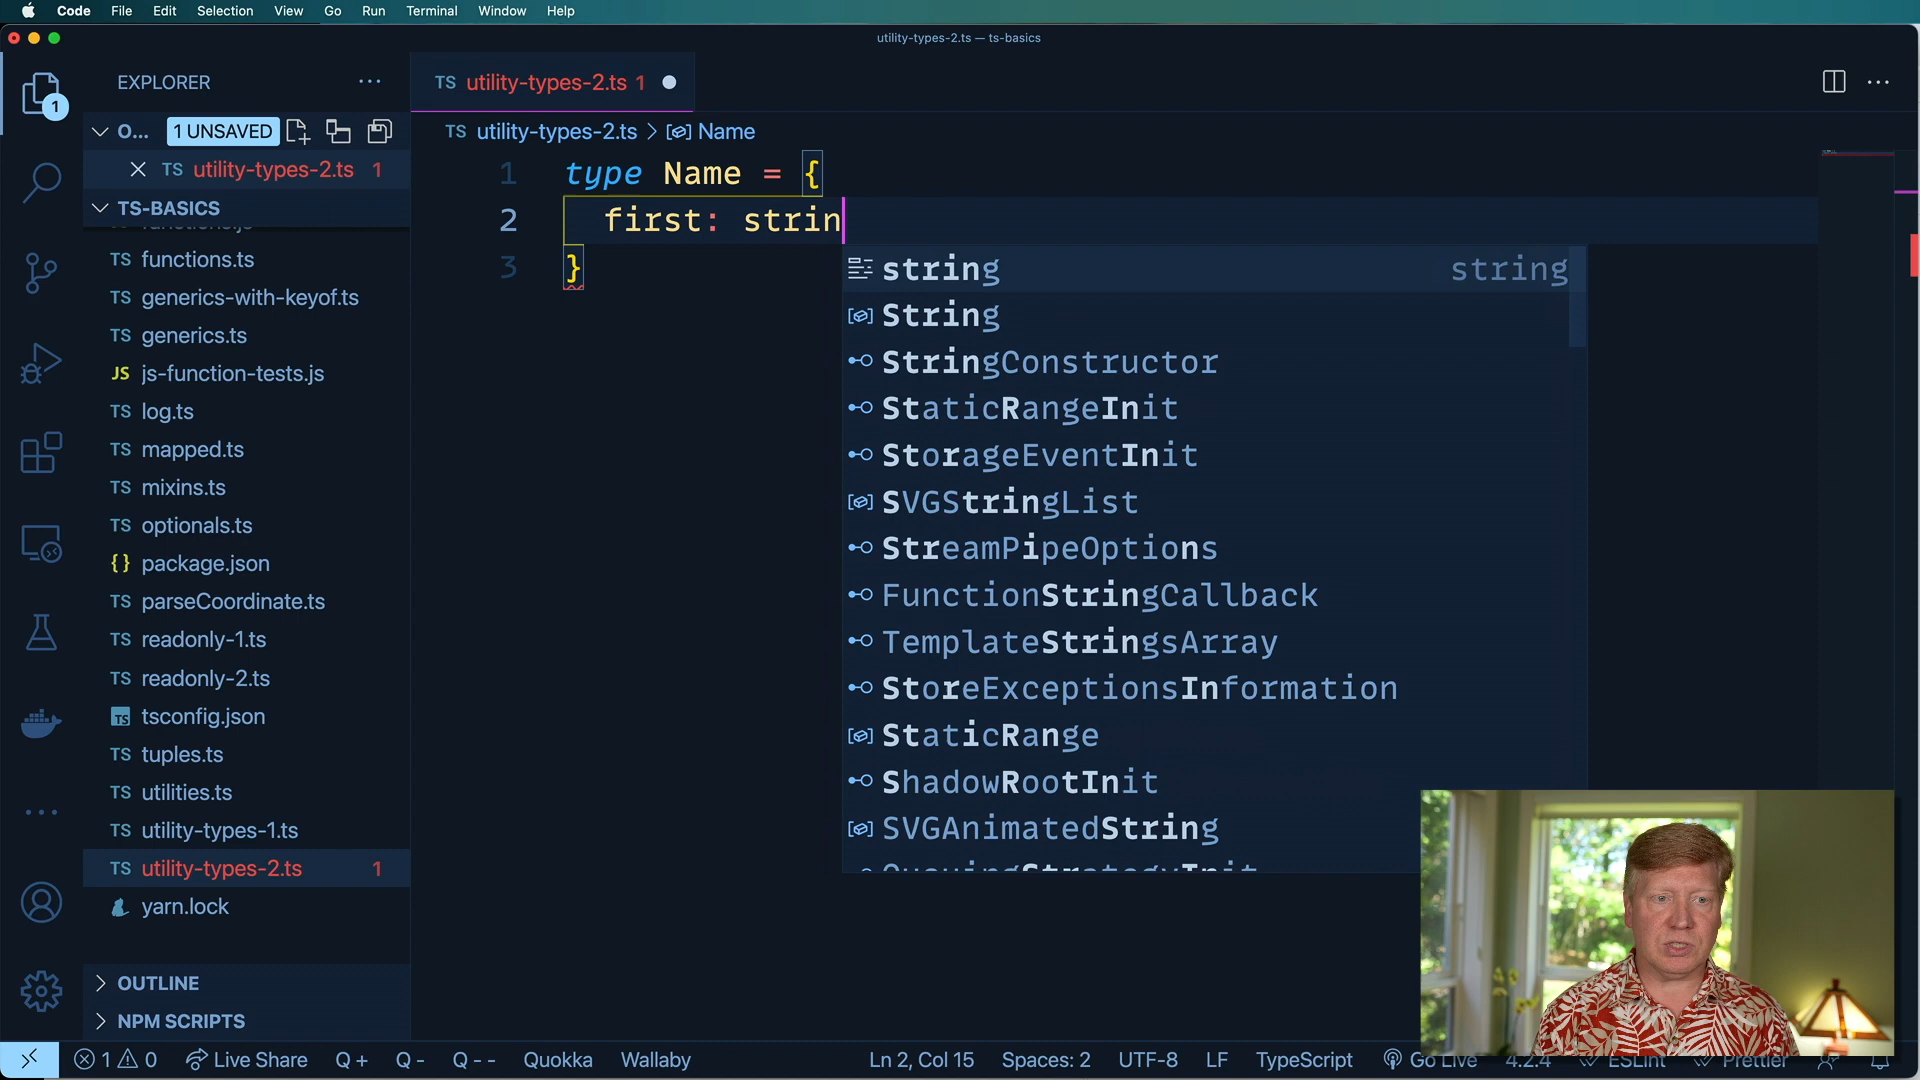 Code File Edit Selection View Go Run Terminal Window Help
utility-types-2.ts — ts-basics
EXPLORER
TS utility-types-2.ts 1
1
O... 1 UNSAVED
TS utility-types-2.ts > Name
TS utility-types-2.ts 1
TS-BASICS
TS functions.ts
TS generics-with-keyof.ts
TS generics.ts
JS js-function-tests.js
TS log.ts
TS mapped.ts
TS mixins.ts
TS optionals.ts
{} package.json
TS parseCoordinate.ts
TS readonly-1.ts
TS readonly-2.ts
TS tsconfig.json
TS tuples.ts
TS utilities.ts
TS utility-types-1.ts
TS utility-types-2.ts 1
yarn.lock
OUTLINE
NPM SCRIPTS
1 type Name = {
2 first: strin
3 }
string string
String
StringConstructor
StaticRangeInit
StorageEventInit
SVGStringList
StreamPipeOptions
FunctionStringCallback
TemplateStringsArray
StoreExceptionsInformation
StaticRange
ShadowRootInit
SVGAnimatedString
QueuingStrategyInit
1 0 Live Share Q + Q - Q - - Quokka Wallaby Ln 2, Col 15 Spaces: 2 UTF-8 LF TypeScript Go Live 4.2.4 ESLint Prettier